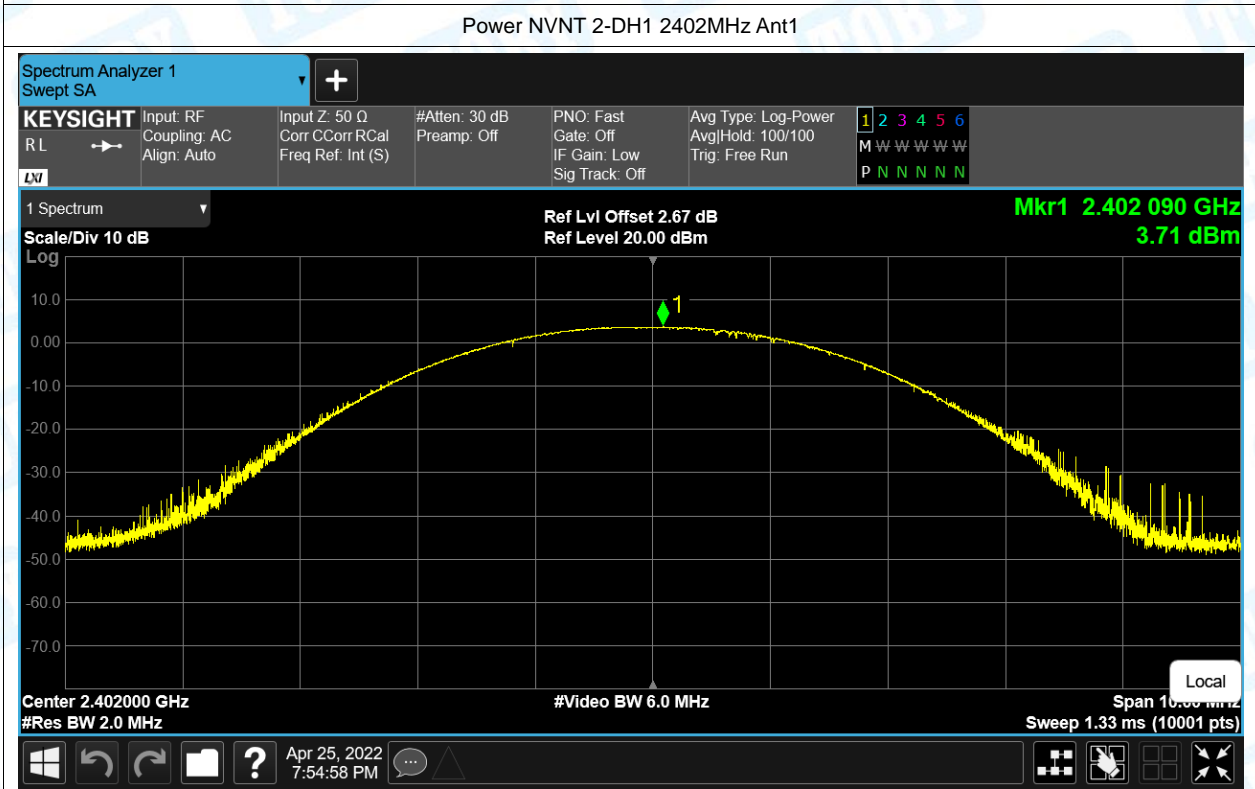 Power NVNT 2-DH1 2402MHz Ant1
Spectrum Analyzer 1
Swept SA
KEYSIGHT
RL
LXI
Input: RF
Coupling: AC
Align: Auto
Input Z: 50 Ω
Corr CCorr RCal
Freq Ref: Int (S)
#Atten: 30 dB
Preamp: Off
PNO: Fast
Gate: Off
IF Gain: Low
Sig Track: Off
Avg Type: Log-Power
Avg|Hold: 100/100
Trig: Free Run
1 2 3 4 5 6
M W W W W W
P N N N N N
1 Spectrum
Scale/Div 10 dB
Log
Ref Lvl Offset 2.67 dB
Ref Level 20.00 dBm
Mkr1 2.402 090 GHz
3.71 dBm
1
10.0
0.00
-10.0
-20.0
-30.0
-40.0
-50.0
-60.0
-70.0
Local
Center 2.402000 GHz
#Video BW 6.0 MHz
Span 10.00 MHz
#Res BW 2.0 MHz
Sweep 1.33 ms (10001 pts)
?
Apr 25, 2022
7:54:58 PM